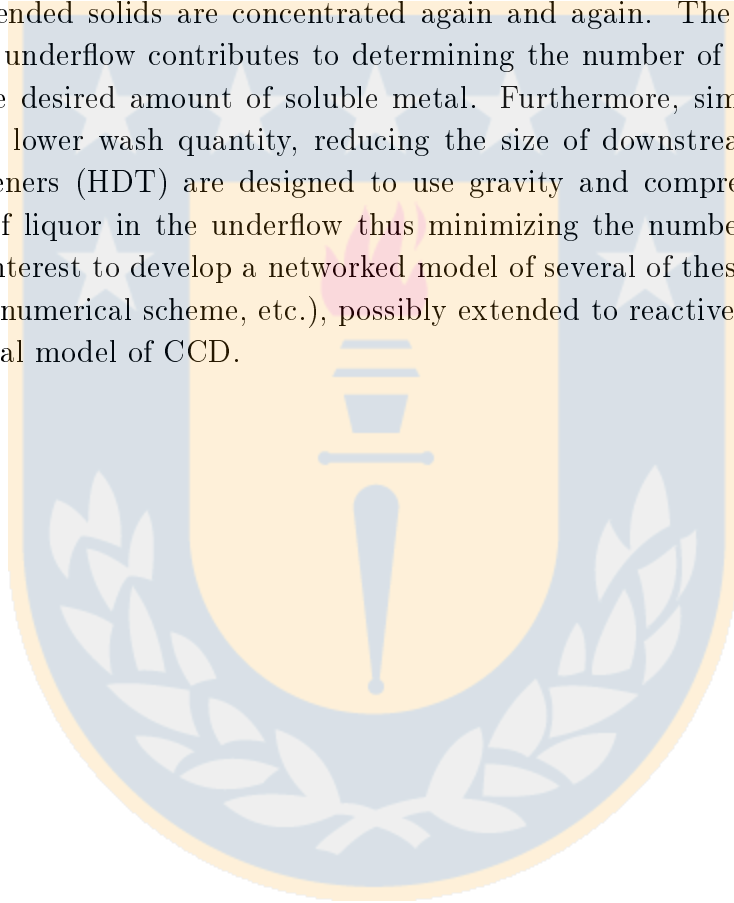 ended solids are concentrated again and again. The
underflow contributes to determining the number of
e desired amount of soluble metal. Furthermore, sim
lower wash quantity, reducing the size of downstrea
eners (HDT) are designed to use gravity and compre
f liquor in the underflow thus minimizing the numbe
nterest to develop a networked model of several of thes
numerical scheme, etc.), possibly extended to reactive
al model of CCD.